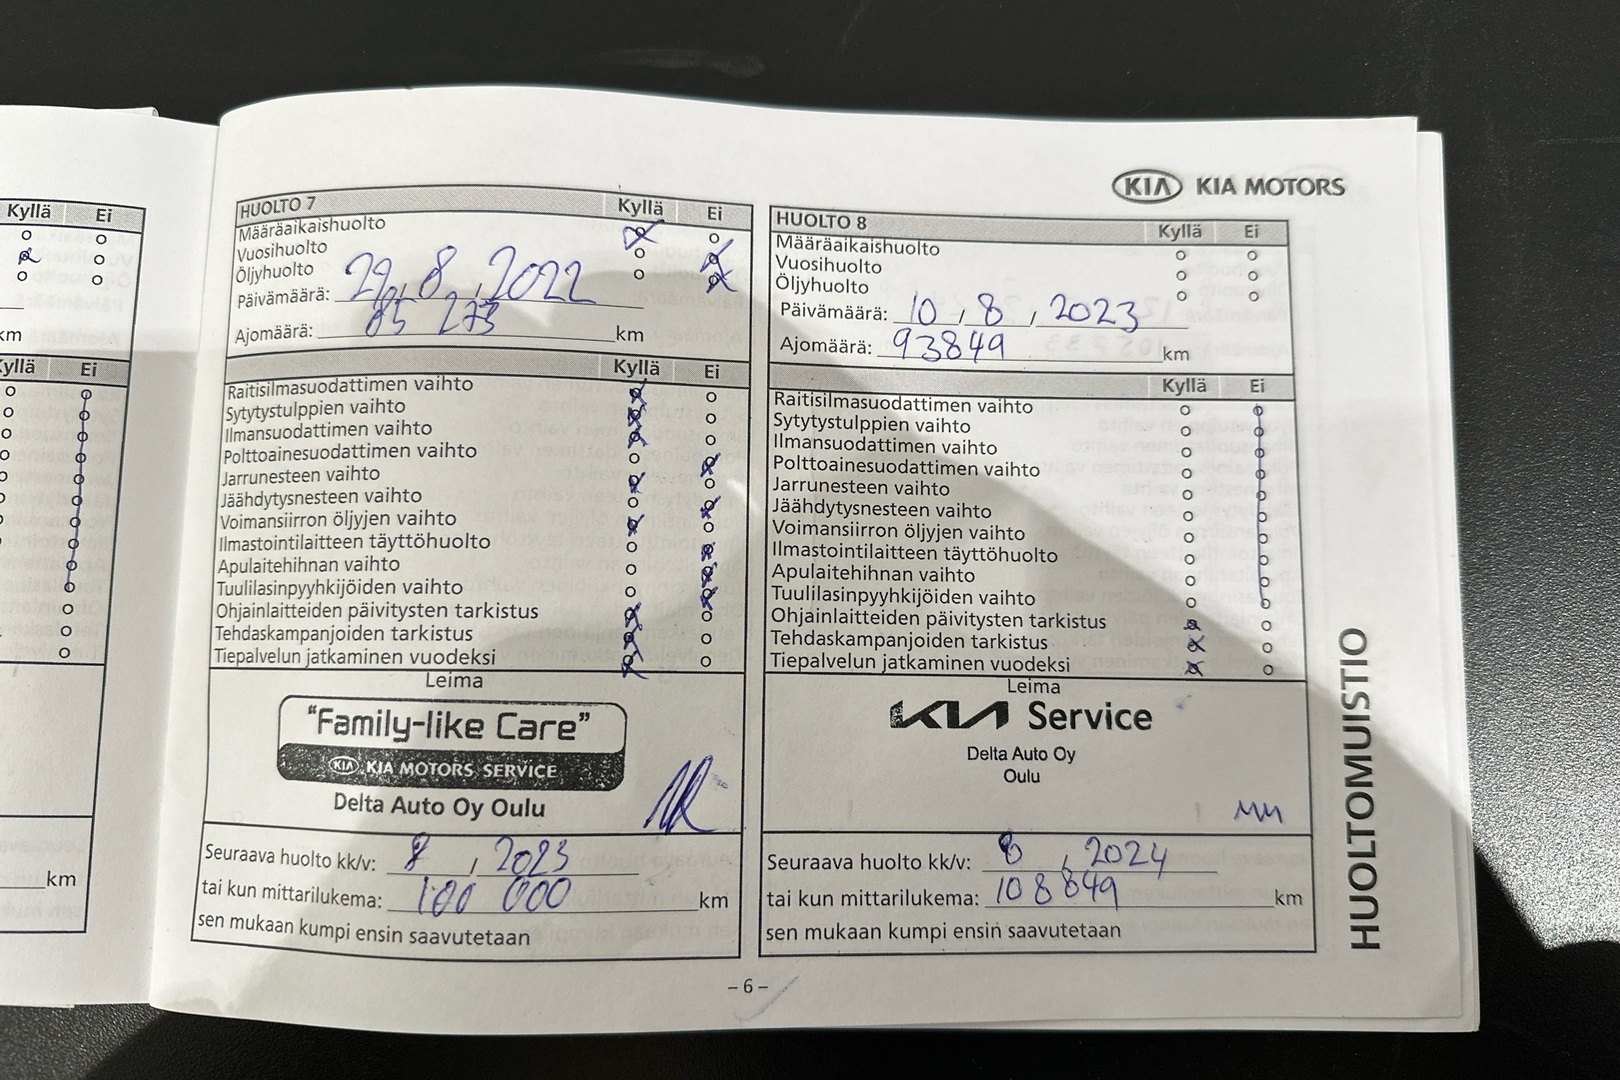 Kyllä Ei
km
Kyllä Ei
km
KIA KIA MOTORS
HUOLTO 7 Kyllä Ei
Määräaikaishuolto
Vuosihuolto
Öljyhuolto
Päivämäärä: 29, 8, 2022
Ajomäärä: 85 273 km
Kyllä Ei
Raitisilmasuodattimen vaihto
Sytytystulppien vaihto
Ilmansuodattimen vaihto
Polttoainesuodattimen vaihto
Jarrunesteen vaihto
Jäähdytysnesteen vaihto
Voimansiirron öljyjen vaihto
Ilmastointilaitteen täyttöhuolto
Apulaitehihnan vaihto
Tuulilasinpyyhkijöiden vaihto
Ohjainlaitteiden päivitysten tarkistus
Tehdaskampanjoiden tarkistus
Tiepalvelun jatkaminen vuodeksi
Leima
"Family-like Care"
KIA KIA MOTORS SERVICE
Delta Auto Oy Oulu
Seuraava huolto kk/v: 8, 2023
tai kun mittarilukema: 100 000 km
sen mukaan kumpi ensin saavutetaan
HUOLTO 8 Kyllä Ei
Määräaikaishuolto
Vuosihuolto
Öljyhuolto
Päivämäärä: 10, 8, 2023
Ajomäärä: 93849 km
Kyllä Ei
Raitisilmasuodattimen vaihto
Sytytystulppien vaihto
Ilmansuodattimen vaihto
Polttoainesuodattimen vaihto
Jarrunesteen vaihto
Jäähdytysnesteen vaihto
Voimansiirron öljyjen vaihto
Ilmastointilaitteen täyttöhuolto
Apulaitehihnan vaihto
Tuulilasinpyyhkijöiden vaihto
Ohjainlaitteiden päivitysten tarkistus
Tehdaskampanjoiden tarkistus
Tiepalvelun jatkaminen vuodeksi
Leima
KIA Service
Delta Auto Oy
Oulu
Seuraava huolto kk/v: 8, 2024
tai kun mittarilukema: 108849 km
sen mukaan kumpi ensin saavutetaan
HUOLTOMUISTIO
– 6 –